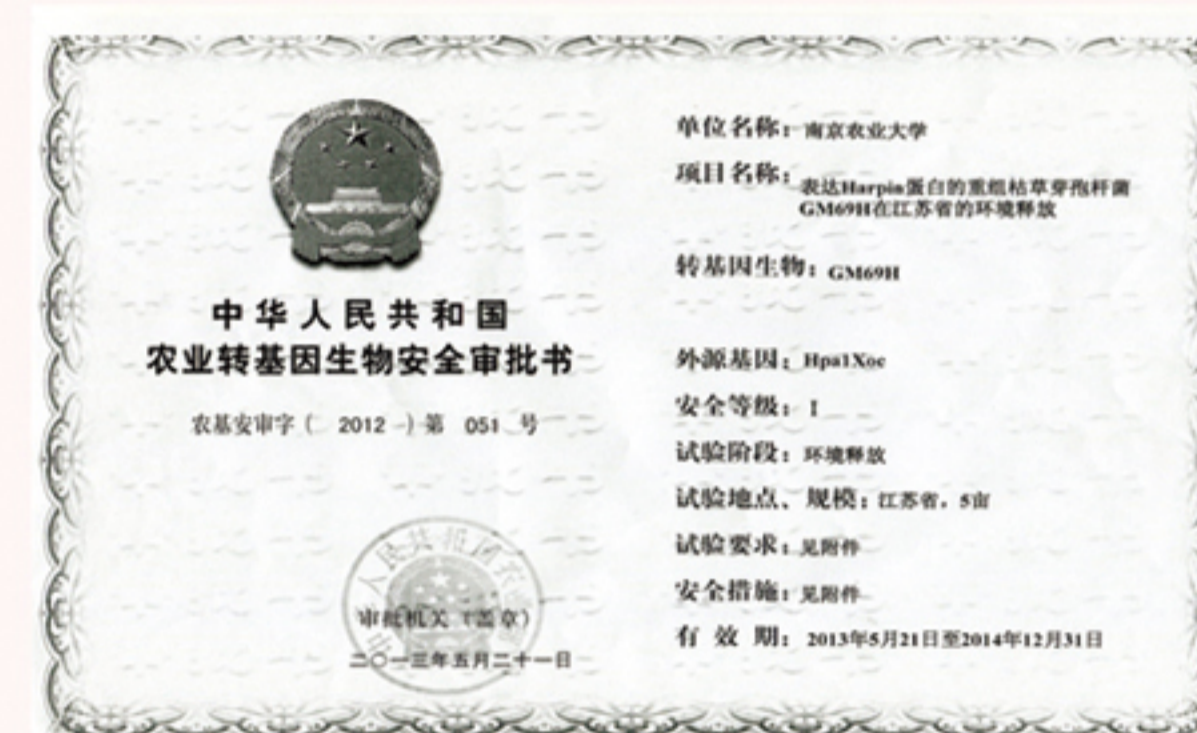 中华人民共和国
农业转基因生物安全审批书
农基安审字（ 2012 ）第 051 号
审批机关（盖章）
二〇一三年五月二十一日
单位名称：南京农业大学
项目名称：表达Harpin蛋白的重组枯草芽孢杆菌
GM69H在江苏省的环境释放
转基因生物：GM69H
外源基因：Hpa1Xoc
安全等级：I
试验阶段：环境释放
试验地点、规模：江苏省，5亩
试验要求：见附件
安全措施：见附件
有 效 期：2013年5月21日至2014年12月31日